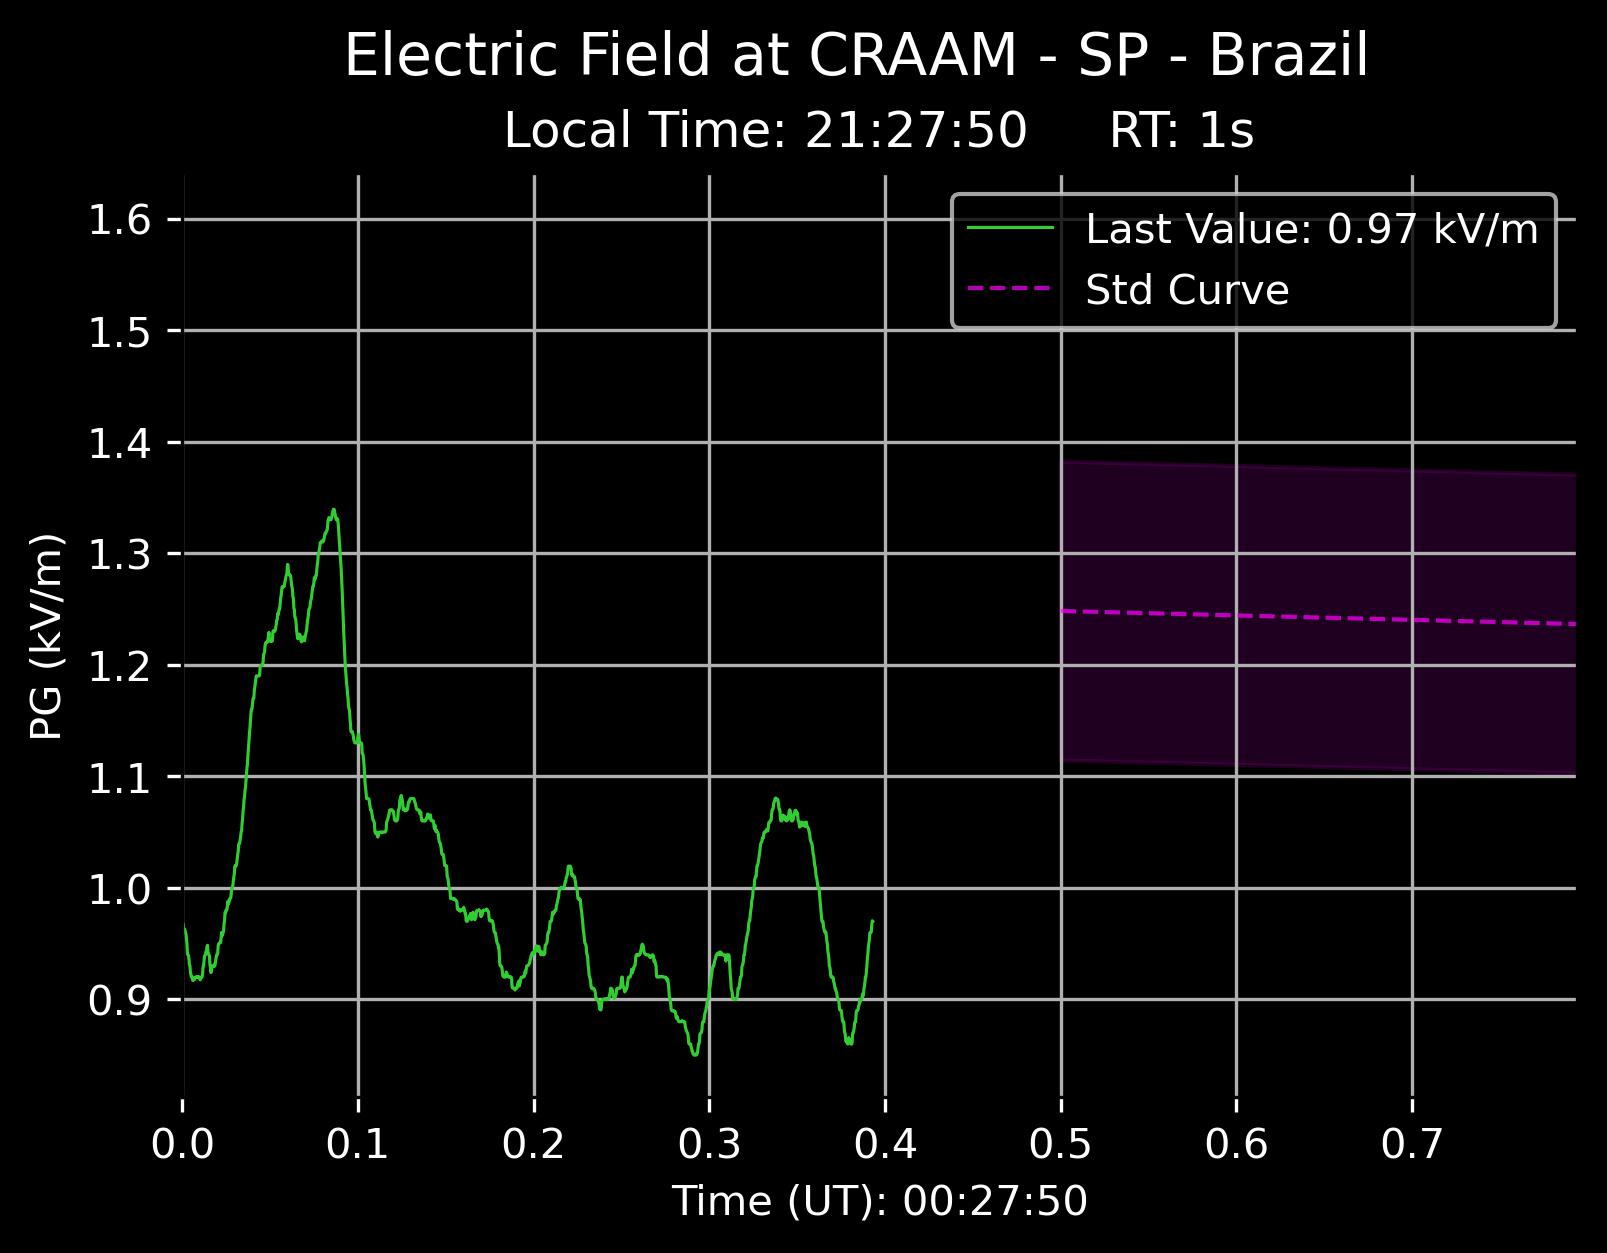 Electric Field at CRAAM - SP - Brazil
Local Time: 21:27:50 RT: 1s
Last Value: 0.97 kV/m
Std Curve
PG (kV/m)
1.6
1.5
1.4
1.3
1.2
1.1
1.0
0.9
0.0 0.1 0.2 0.3 0.4 0.5 0.6 0.7
Time (UT): 00:27:50